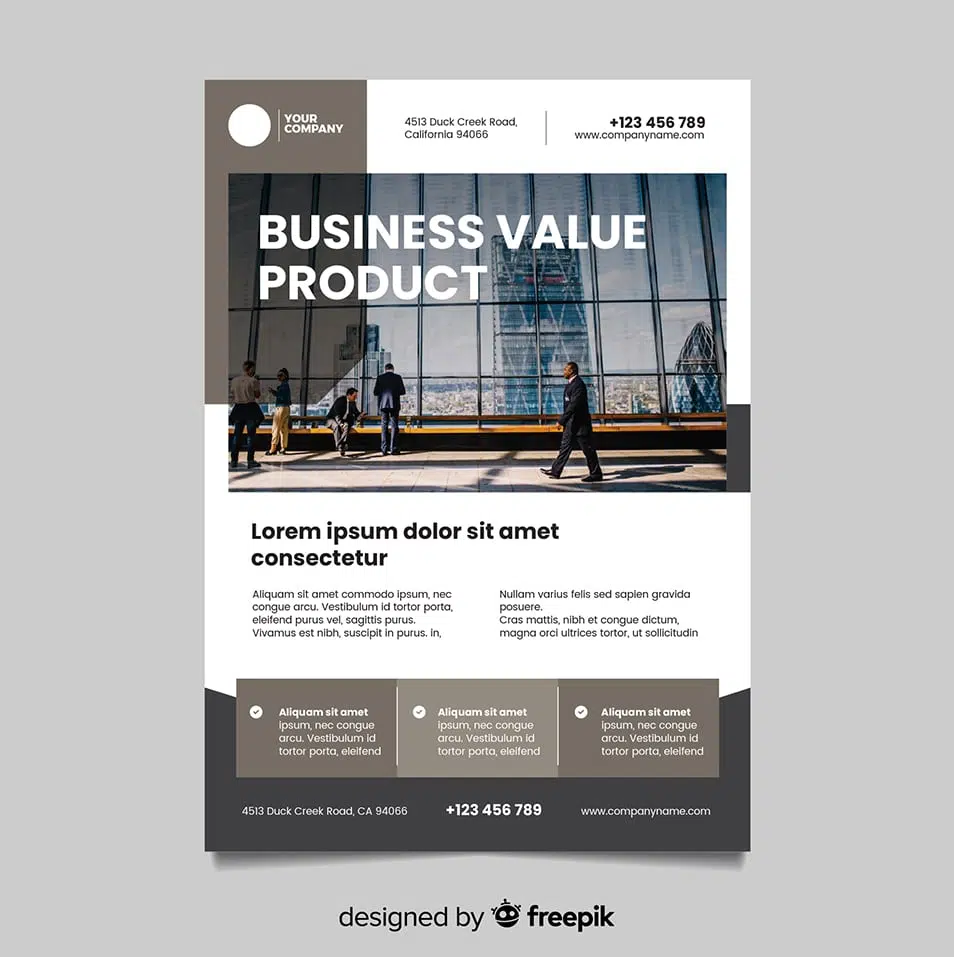 YOUR
COMPANY
4513 Duck Creek Road,
California 94066
+123 456 789
www.companyname.com
BUSINESS VALUE
PRODUCT
Lorem ipsum dolor sit amet
consectetur
Aliquam sit amet commodo ipsum, nec
congue arcu. Vestibulum id tortor porta,
eleifend purus vel, sagittis purus.
Vivamus est nibh, suscipit in purus. in,
Nullam varius felis sed sapien gravida
posuere.
Cras mattis, nibh et congue dictum,
magna orci ultrices tortor, ut sollicitudin
Aliquam sit amet
ipsum, nec congue
arcu. Vestibulum id
tortor porta, eleifend
Aliquam sit amet
ipsum, nec congue
arcu. Vestibulum id
tortor porta, eleifend
Aliquam sit amet
ipsum, nec congue
arcu. Vestibulum id
tortor porta, eleifend
4513 Duck Creek Road, CA 94066
+123 456 789
www.companyname.com
designed by freepik